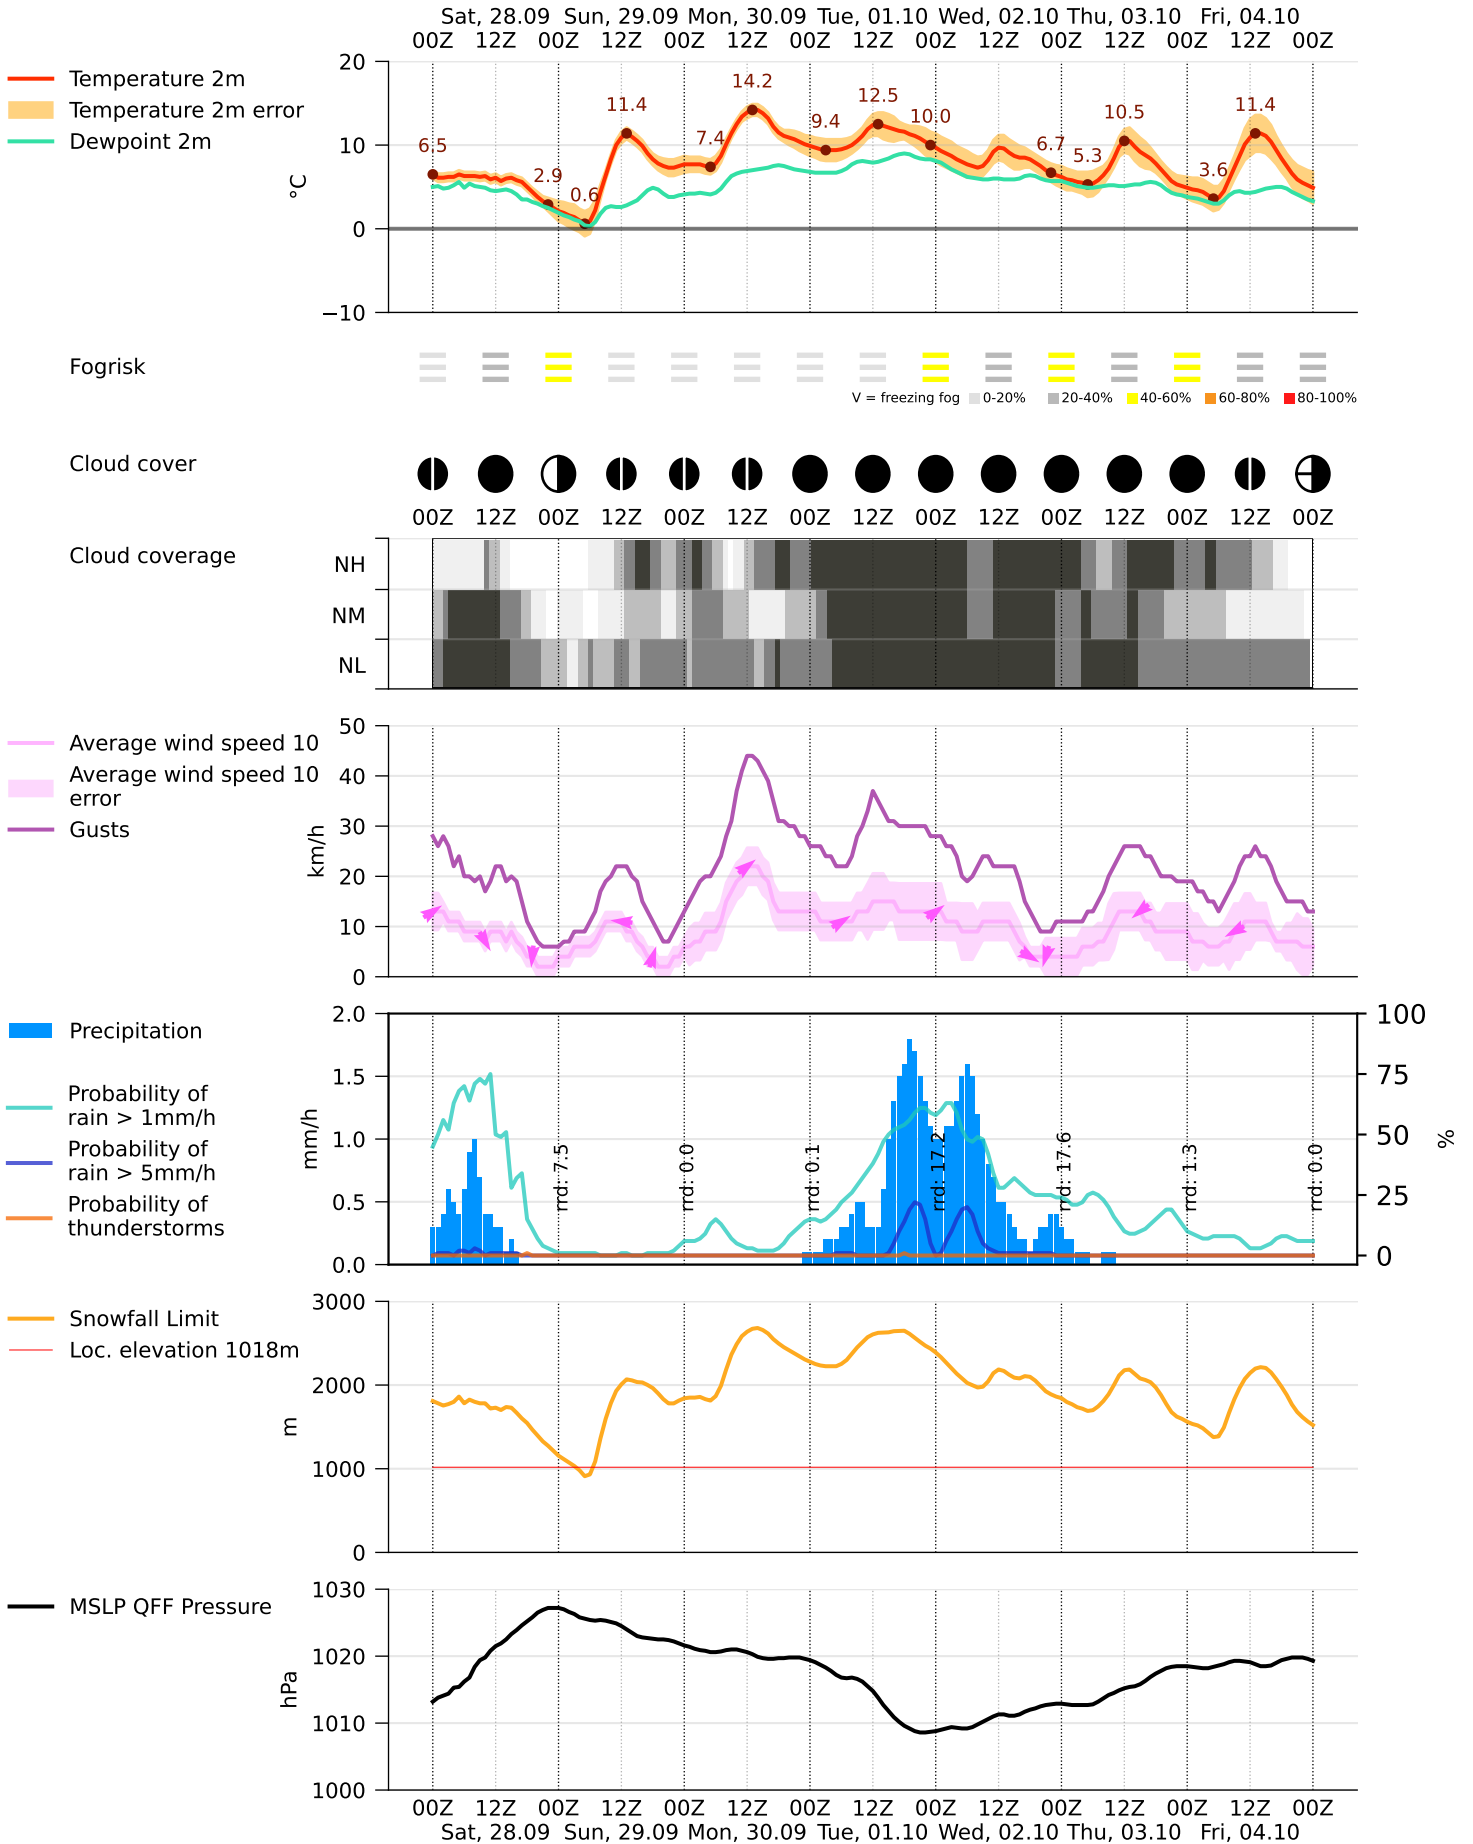 Sat, 28.09 Sun, 29.09 Mon, 30.09 Tue, 01.10 Wed, 02.10 Thu, 03.10 Fri, 04.10
00Z 12Z 00Z 12Z 00Z 12Z 00Z 12Z 00Z 12Z 00Z 12Z 00Z 12Z 00Z
Temperature 2m
Temperature 2m error
Dewpoint 2m
°C
20
10
0
−10
6.5 2.9 0.6 11.4 7.4 14.2 9.4 12.5 10.0 6.7 5.3 10.5 3.6 11.4
Fogrisk
V = freezing fog 0-20% 20-40% 40-60% 60-80% 80-100%
Cloud cover
00Z 12Z 00Z 12Z 00Z 12Z 00Z 12Z 00Z 12Z 00Z 12Z 00Z 12Z 00Z
Cloud coverage
NH
NM
NL
Average wind speed 10
Average wind speed 10
error
Gusts
km/h
50
40
30
20
10
0
Precipitation
Probability of
rain > 1mm/h
Probability of
rain > 5mm/h
Probability of
thunderstorms
mm/h
2.0
1.5
1.0
0.5
0.0
rrd: 7.5 rrd: 0.0 rrd: 0.1 rrd: 17.2 rrd: 17.6 rrd: 1.3 rrd: 0.0
100
75
50
25
0
%
Snowfall Limit
Loc. elevation 1018m
m
3000
2000
1000
0
MSLP QFF Pressure
hPa
1030
1020
1010
1000
00Z 12Z 00Z 12Z 00Z 12Z 00Z 12Z 00Z 12Z 00Z 12Z 00Z 12Z 00Z
Sat, 28.09 Sun, 29.09 Mon, 30.09 Tue, 01.10 Wed, 02.10 Thu, 03.10 Fri, 04.10